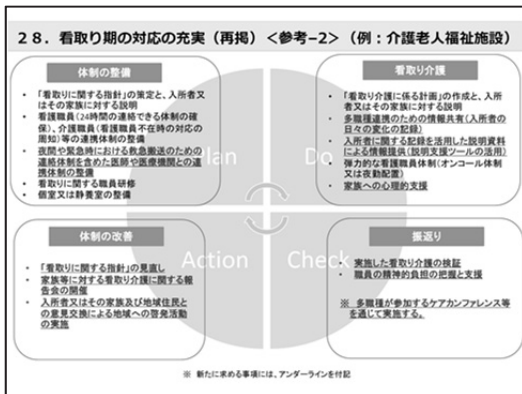 28．看取り期の対応の充実（再掲）＜参考−2＞（例：介護老人福祉施設）
体制の整備
• 「看取りに関する指針」の策定と、入所者
又はその家族に対する説明
• 看護職員（24時間の連絡できる体制の確
保）、介護職員（看護職員不在時の対応の
周知）等の連携体制の整備
• 夜間や緊急時における救急搬送のための
連絡体制を含めた医師や医療機関との連
携体制の整備
• 看取りに関する職員研修
• 個室又は静養室の整備
Plan
看取り介護
• 「看取り介護に係る計画」の作成と、入所
者又はその家族に対する説明
• 多職種連携のための情報共有（入所者の
日々の変化の記録）
• 入所者に関する記録を活用した説明資料
による情報提供（説明支援ツールの活用）
• 弾力的な看護職員体制（オンコール体制
又は夜勤配置）
• 家族への心理的支援
Do
体制の改善
• 「看取りに関する指針」の見直し
• 家族等に対する看取り介護に関する報
告会の開催
• 入所者又はその家族及び地域住民と
の意見交換による地域への啓発活動
の実施
Action
振返り
• 実施した看取り介護の検証
• 職員の精神的負担の把握と支援
※ 多職種が参加するケアカンファレンス等
を通じて実施する。
Check
※ 新たに求める事項には、アンダーラインを付記